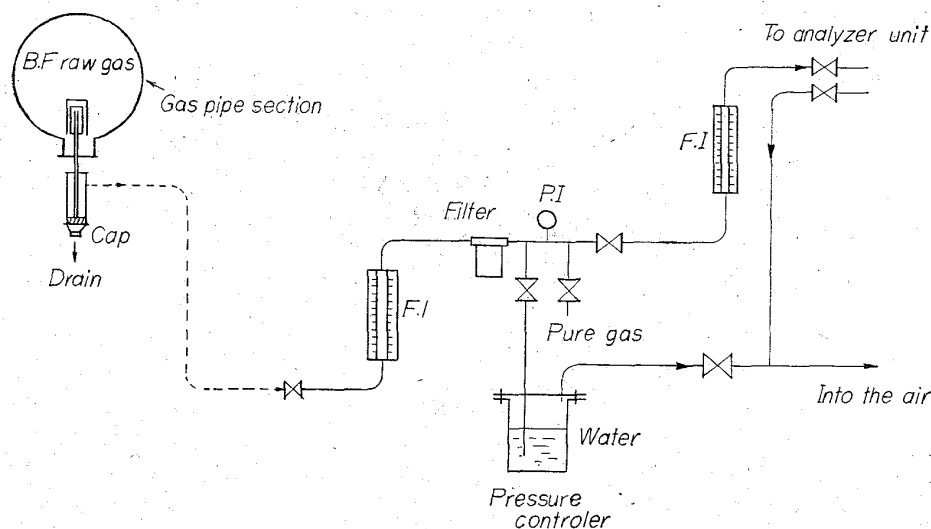 B.F raw gas
Gas pipe section
Cap
Drain
F.I
Filter
P.I
Pure gas
F.I
To analyzer unit
Into the air
Water
Pressure
controler